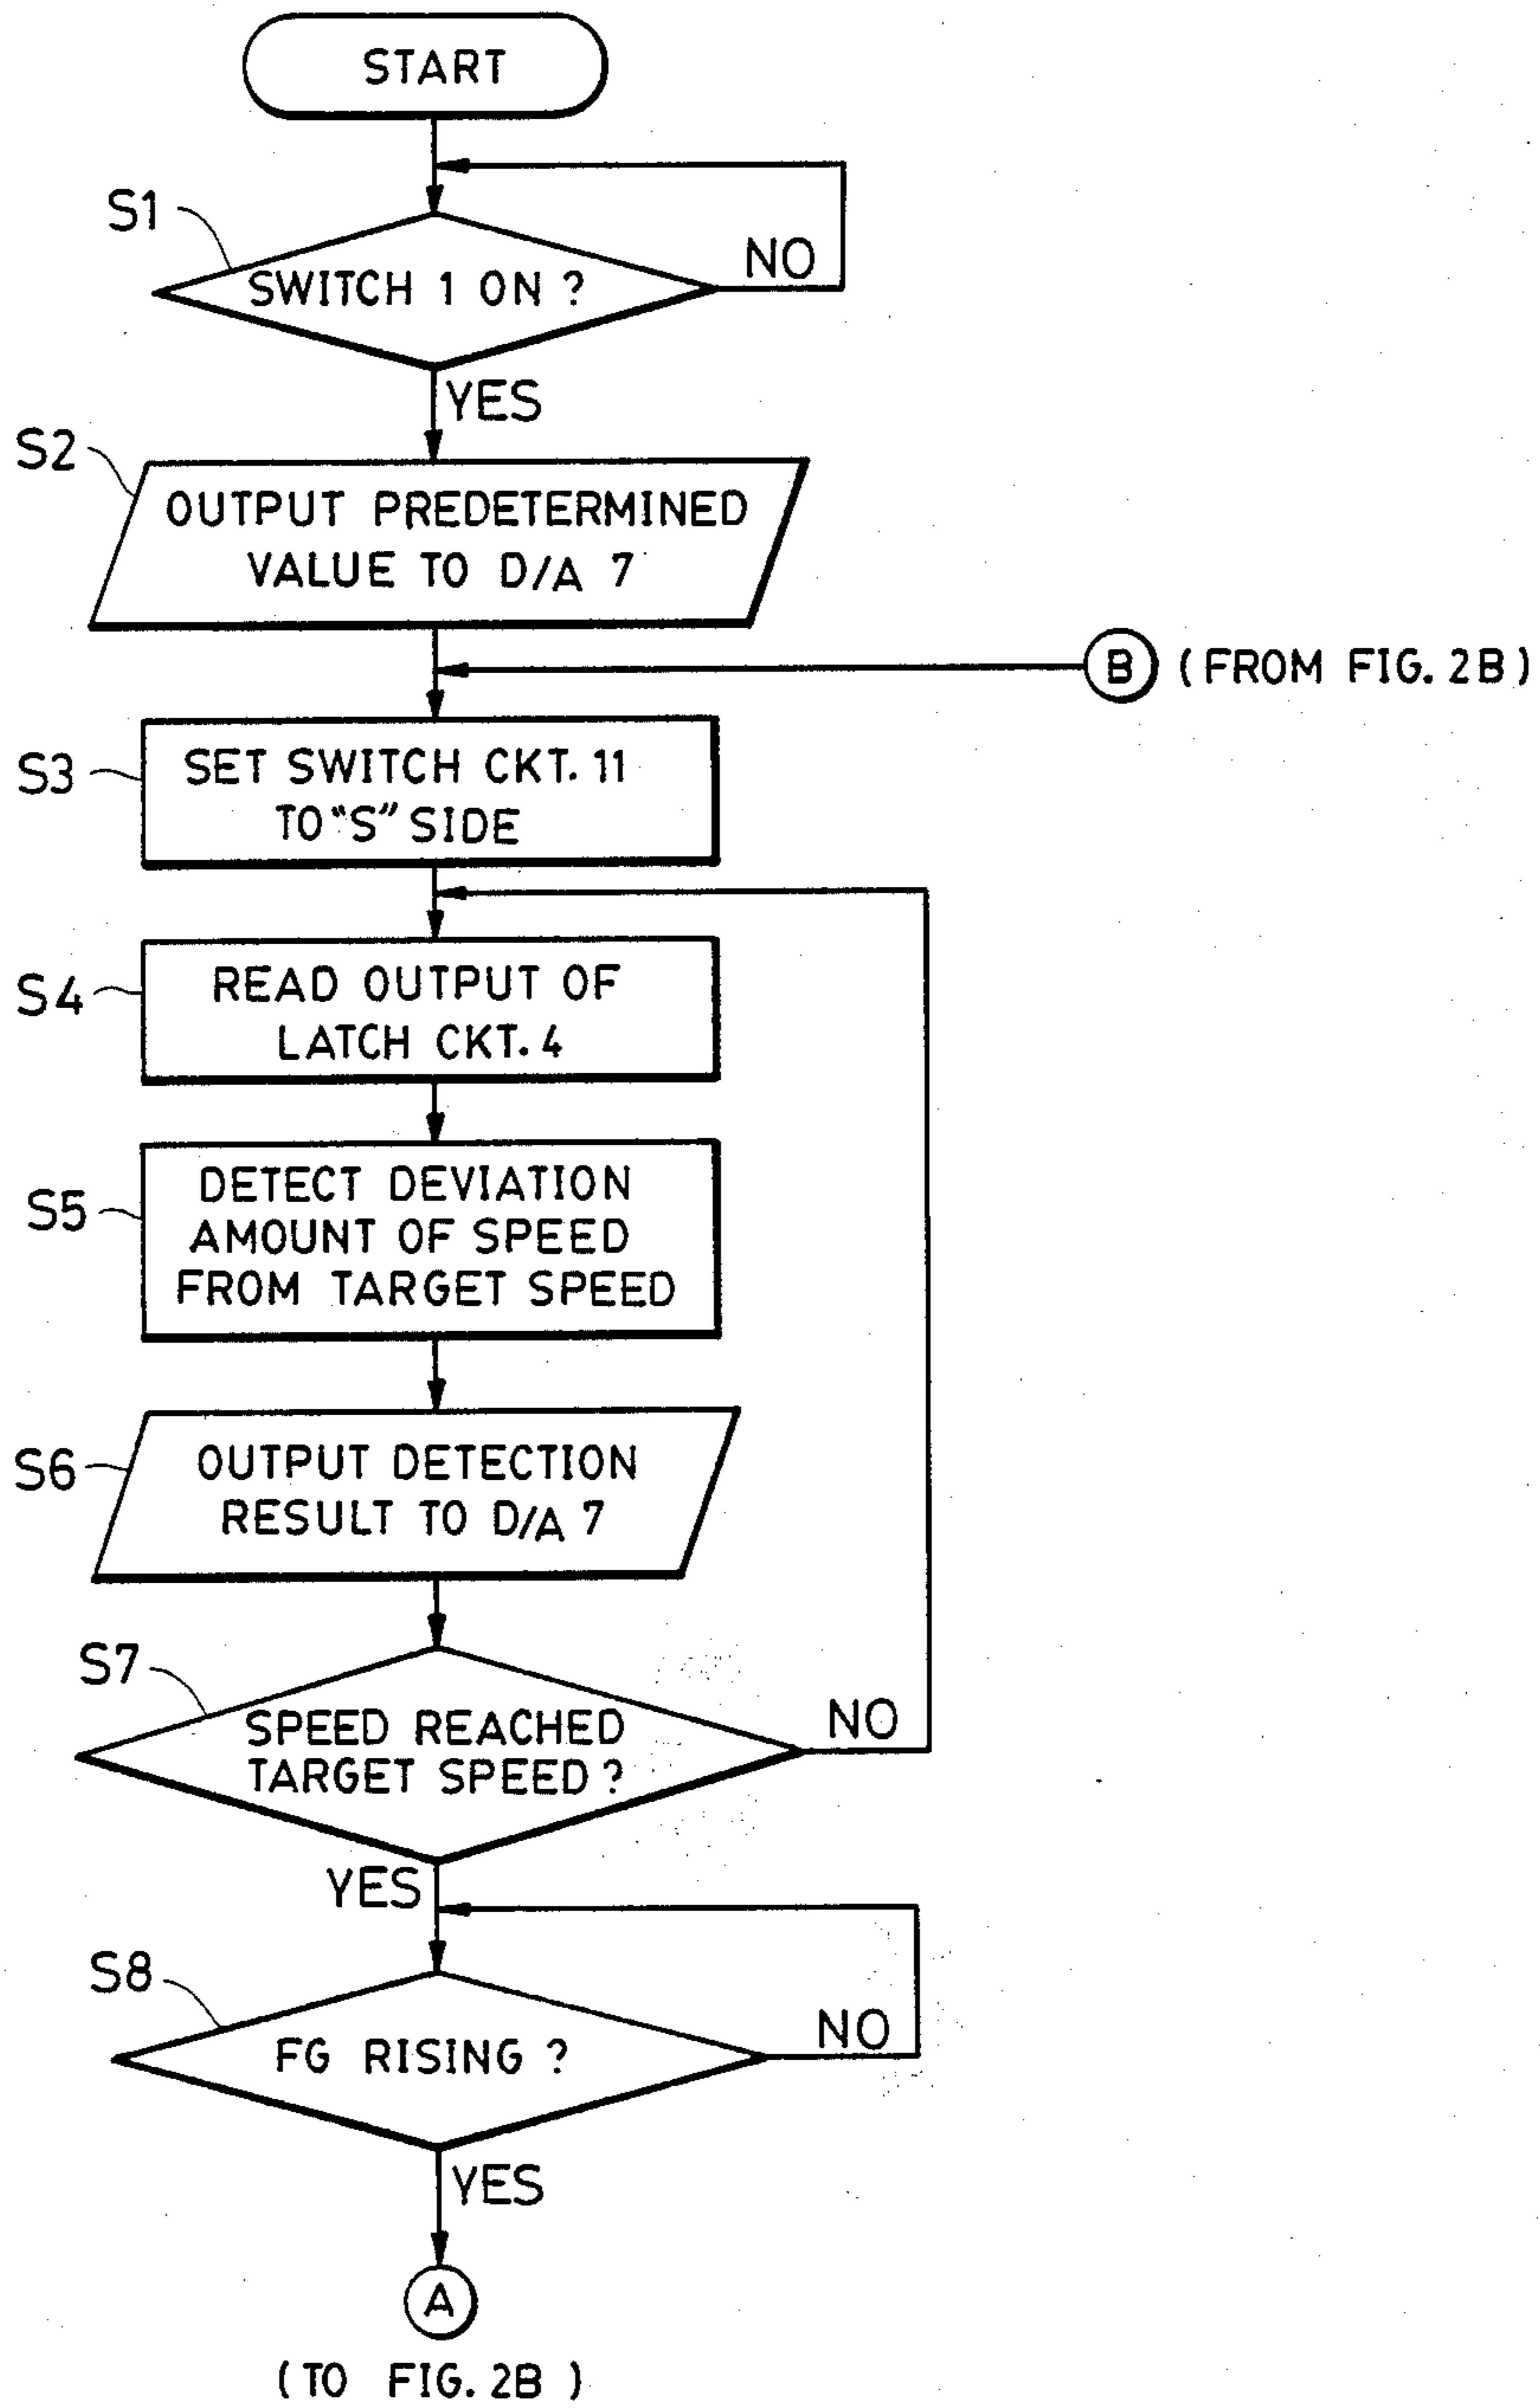 START
S1
SWITCH 1 ON ?
NO
YES
S2
OUTPUT PREDETERMINED
VALUE TO D/A 7
B (FROM FIG. 2B)
S3
SET SWITCH CKT. 11
TO "S" SIDE
S4
READ OUTPUT OF
LATCH CKT. 4
S5
DETECT DEVIATION
AMOUNT OF SPEED
FROM TARGET SPEED
S6
OUTPUT DETECTION
RESULT TO D/A 7
S7
SPEED REACHED
TARGET SPEED ?
NO
YES
S8
FG RISING ?
NO
YES
A
(TO FIG. 2B )